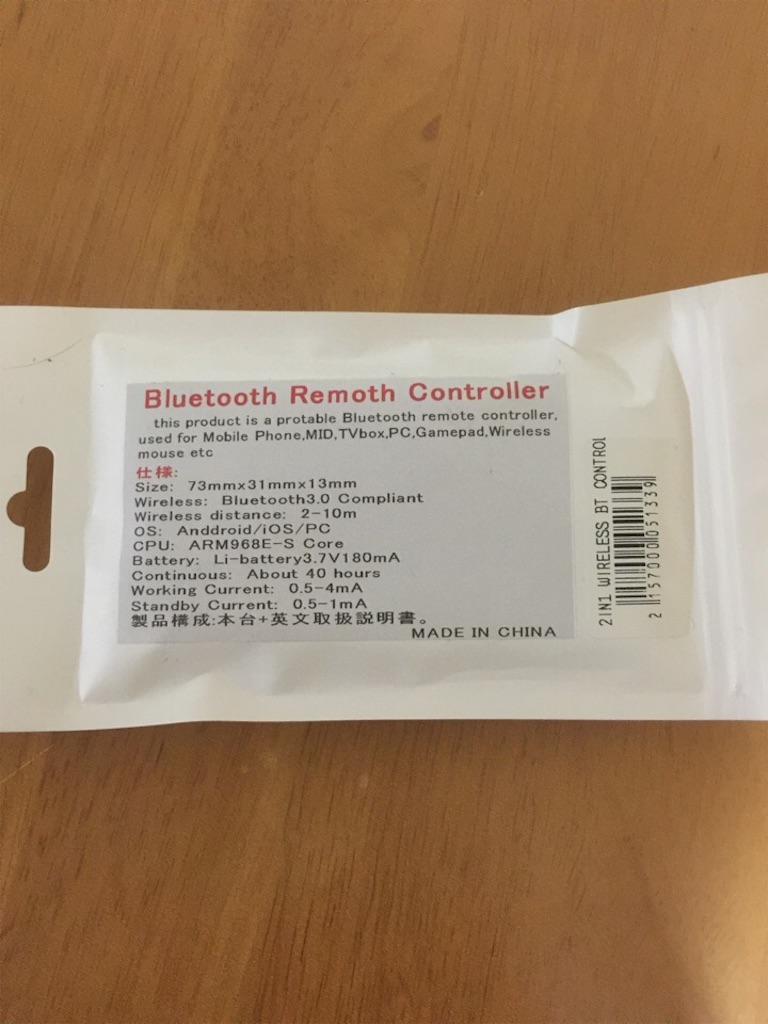 Bluetooth Remoth Controller
this product is a protable Bluetooth remote controller,
used for Mobile Phone,MID,TVbox,PC,Gamepad,Wireless
mouse etc
仕様:
Size: 73mmx31mmx13mm
Wireless: Bluetooth3.0 Compliant
Wireless distance: 2-10m
OS: Anddroid/iOS/PC
CPU: ARM968E-S Core
Battery: Li-battery3.7V180mA
Continuous: About 40 hours
Working Current: 0.5-4mA
Standby Current: 0.5-1mA
製品構成:本台+英文取扱説明書。
MADE IN CHINA
2IN1 WIRELESS BT CONTROL
2 157000 051339